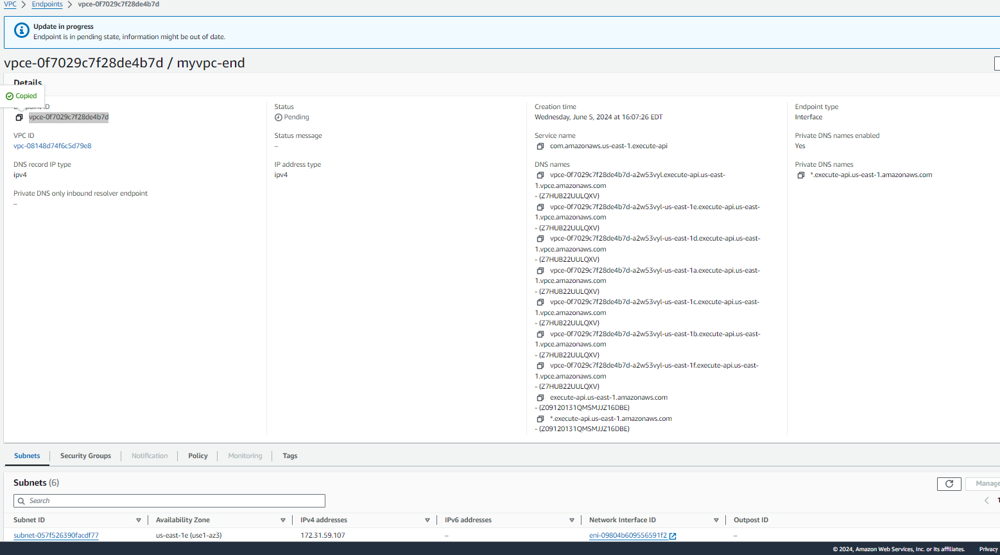 VPC > Endpoints > vpce-0f7029c7f28de4b7d
Update in progress
Endpoint is in pending state, information might be out of date.
vpce-0f7029c7f28de4b7d / myvpc-end
Details
Copied
Endpoint ID
vpce-0f7029c7f28de4b7d
VPC ID
vpc-08148d74f6c5d79e8
DNS record IP type
ipv4
Private DNS only inbound resolver endpoint
–
Status
Pending
Status message
–
IP address type
ipv4
Creation time
Wednesday, June 5, 2024 at 16:07:26 EDT
Service name
com.amazonaws.us-east-1.execute-api
DNS names
vpce-0f7029c7f28de4b7d-a2w53vyl.execute-api.us-east-
1.vpce.amazonaws.com
- (Z7HUB22UULQXV)
vpce-0f7029c7f28de4b7d-a2w53vyl-us-east-1e.execute-api.us-east-
1.vpce.amazonaws.com
- (Z7HUB22UULQXV)
vpce-0f7029c7f28de4b7d-a2w53vyl-us-east-1d.execute-api.us-east-
1.vpce.amazonaws.com
- (Z7HUB22UULQXV)
vpce-0f7029c7f28de4b7d-a2w53vyl-us-east-1a.execute-api.us-east-
1.vpce.amazonaws.com
- (Z7HUB22UULQXV)
vpce-0f7029c7f28de4b7d-a2w53vyl-us-east-1c.execute-api.us-east-
1.vpce.amazonaws.com
- (Z7HUB22UULQXV)
vpce-0f7029c7f28de4b7d-a2w53vyl-us-east-1b.execute-api.us-east-
1.vpce.amazonaws.com
- (Z7HUB22UULQXV)
vpce-0f7029c7f28de4b7d-a2w53vyl-us-east-1f.execute-api.us-east-
1.vpce.amazonaws.com
- (Z7HUB22UULQXV)
execute-api.us-east-1.amazonaws.com
- (Z09120131QMSMJJZ16DBE)
*.execute-api.us-east-1.amazonaws.com
- (Z09120131QMSMJJZ16DBE)
Endpoint type
Interface
Private DNS names enabled
Yes
Private DNS names
*.execute-api.us-east-1.amazonaws.com
Subnets Security Groups Notification Policy Monitoring Tags
Subnets (6)
Manage
Search
1
Subnet ID Availability Zone IPv4 addresses IPv6 addresses Network Interface ID Outpost ID
subnet-057f526390facdf77 us-east-1e (use1-az3) 172.31.59.107 – eni-09804b609556591f2 –
© 2024, Amazon Web Services, Inc. or its affiliates. Privacy